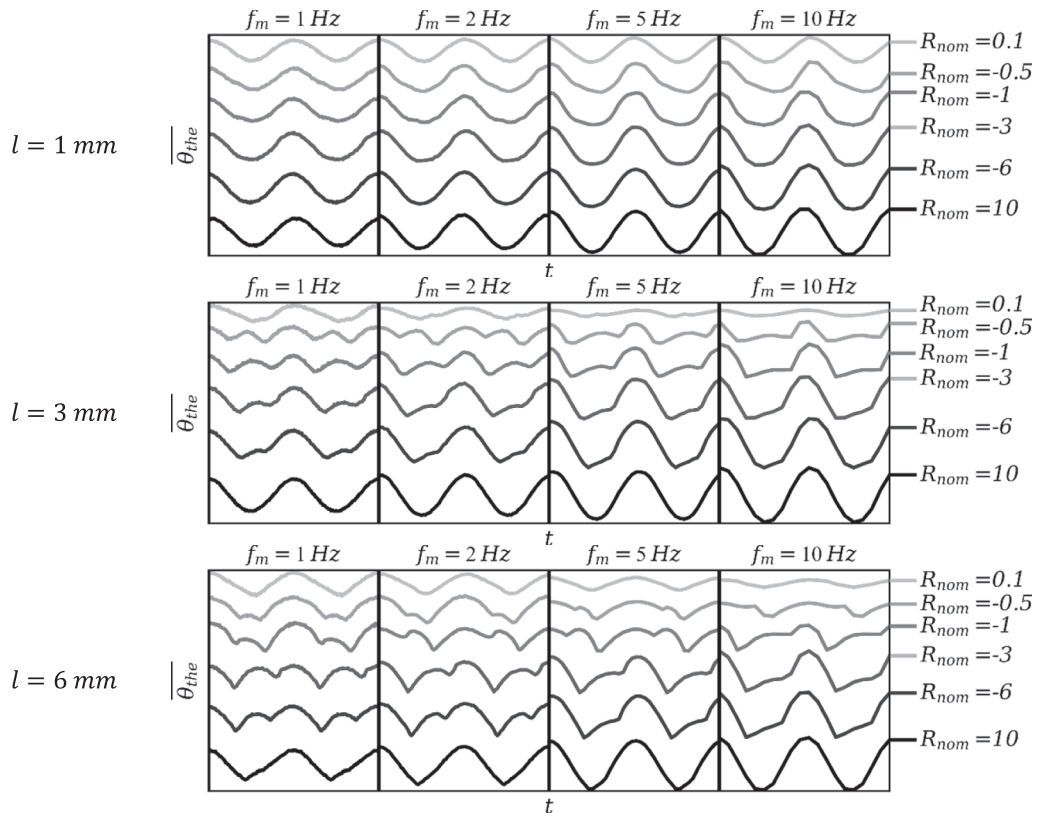 f_m = 1 Hz f_m = 2 Hz f_m = 5 Hz f_m = 10 Hz
R_nom =0.1
R_nom =-0.5
R_nom =-1
l = 1 mm
θ_the
R_nom =-3
R_nom =-6
R_nom =10
t
f_m = 1 Hz f_m = 2 Hz f_m = 5 Hz f_m = 10 Hz
R_nom =0.1
R_nom =-0.5
R_nom =-1
l = 3 mm
θ_the
R_nom =-3
R_nom =-6
R_nom =10
t
f_m = 1 Hz f_m = 2 Hz f_m = 5 Hz f_m = 10 Hz
R_nom =0.1
R_nom =-0.5
R_nom =-1
l = 6 mm
θ_the
R_nom =-3
R_nom =-6
R_nom =10
t